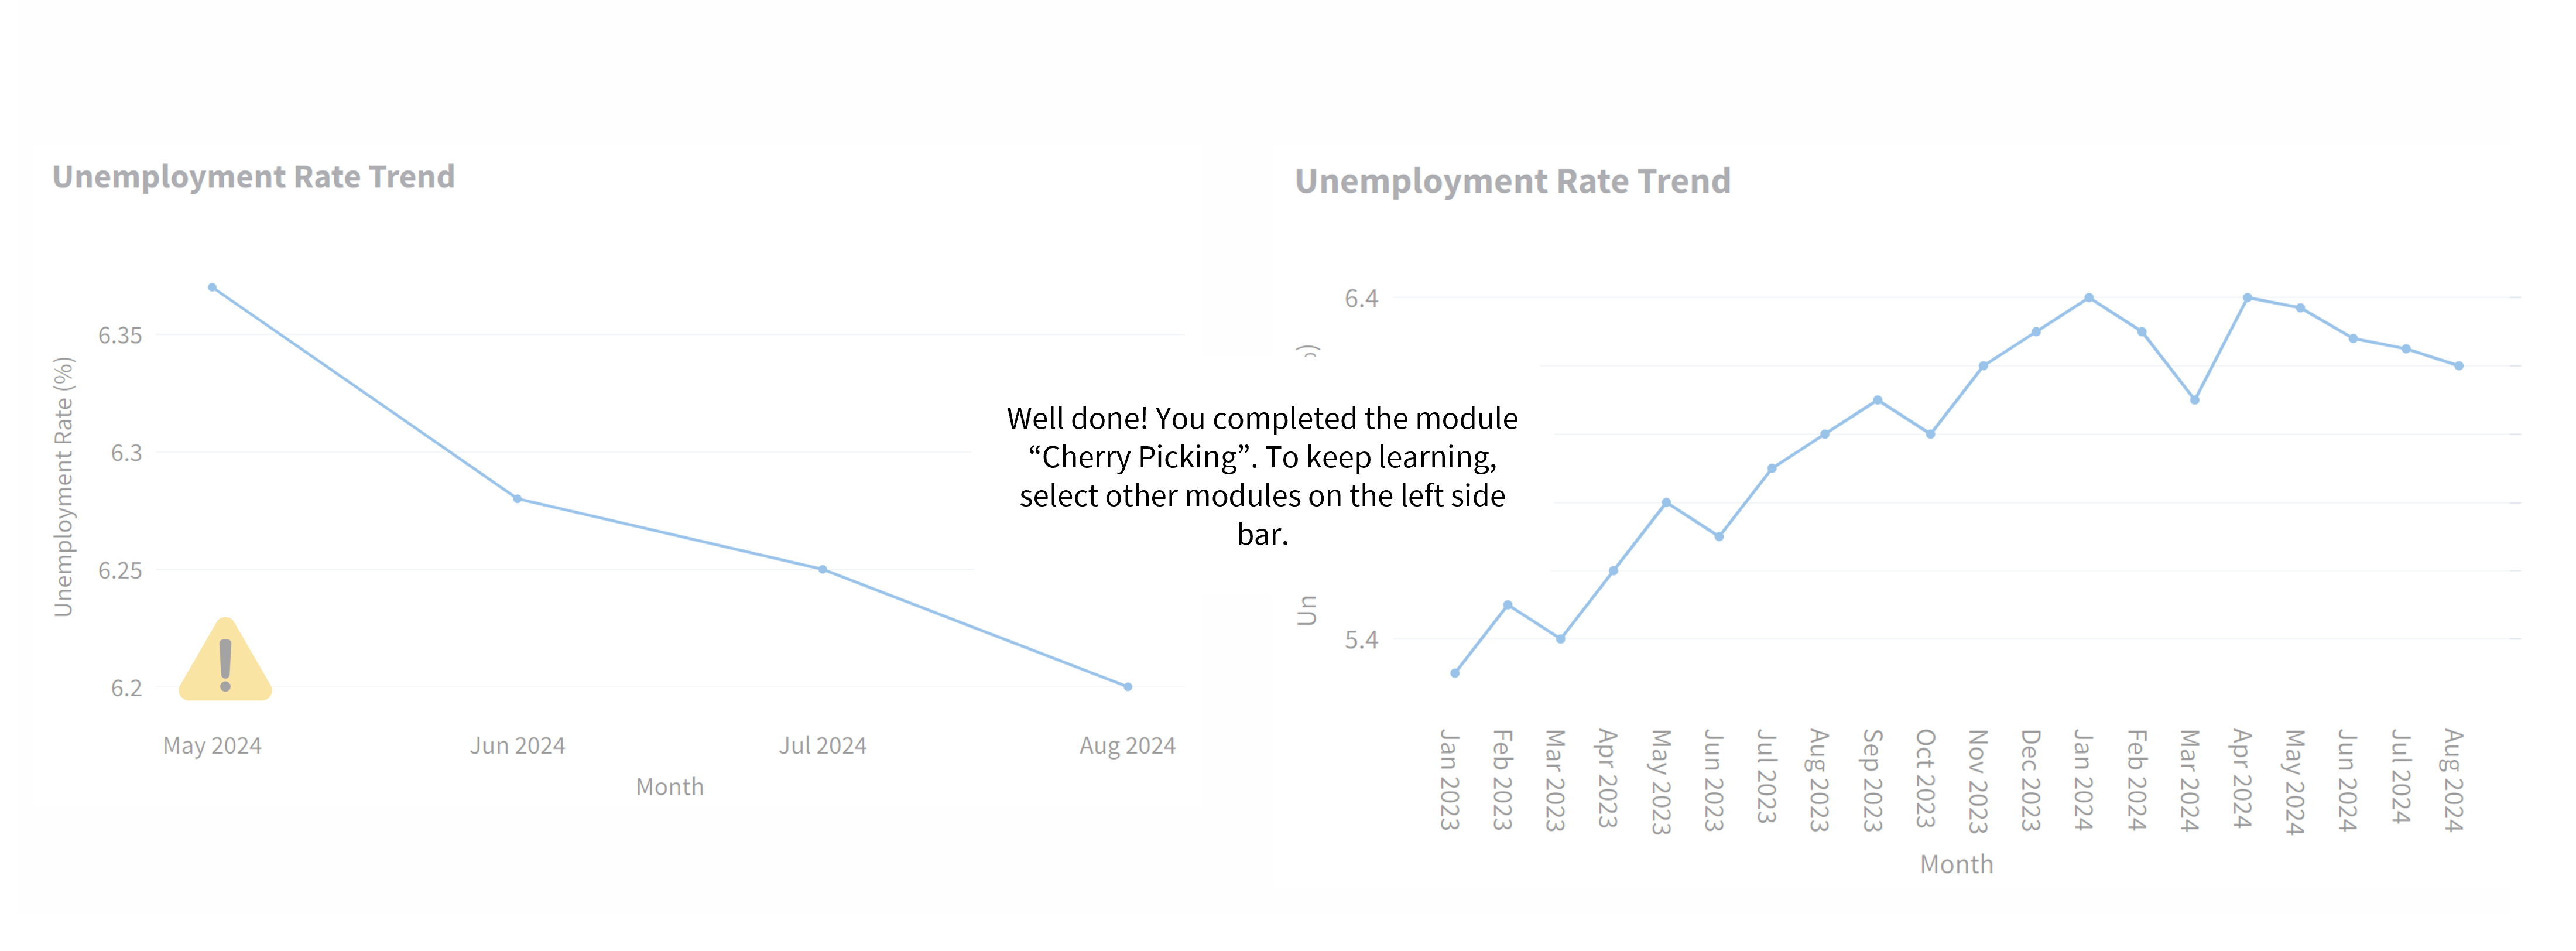 Unemployment Rate Trend
Unemployment Rate (%)
6.35
6.3
6.25
6.2
May 2024
Jun 2024
Jul 2024
Aug 2024
Month
Well done! You completed the module
“Cherry Picking”. To keep learning,
select other modules on the left side
bar.
Unemployment Rate Trend
6.4
5.4
Un
)
Jan 2023
Feb 2023
Mar 2023
Apr 2023
May 2023
Jun 2023
Jul 2023
Aug 2023
Sep 2023
Oct 2023
Nov 2023
Dec 2023
Jan 2024
Feb 2024
Mar 2024
Apr 2024
May 2024
Jun 2024
Jul 2024
Aug 2024
Month